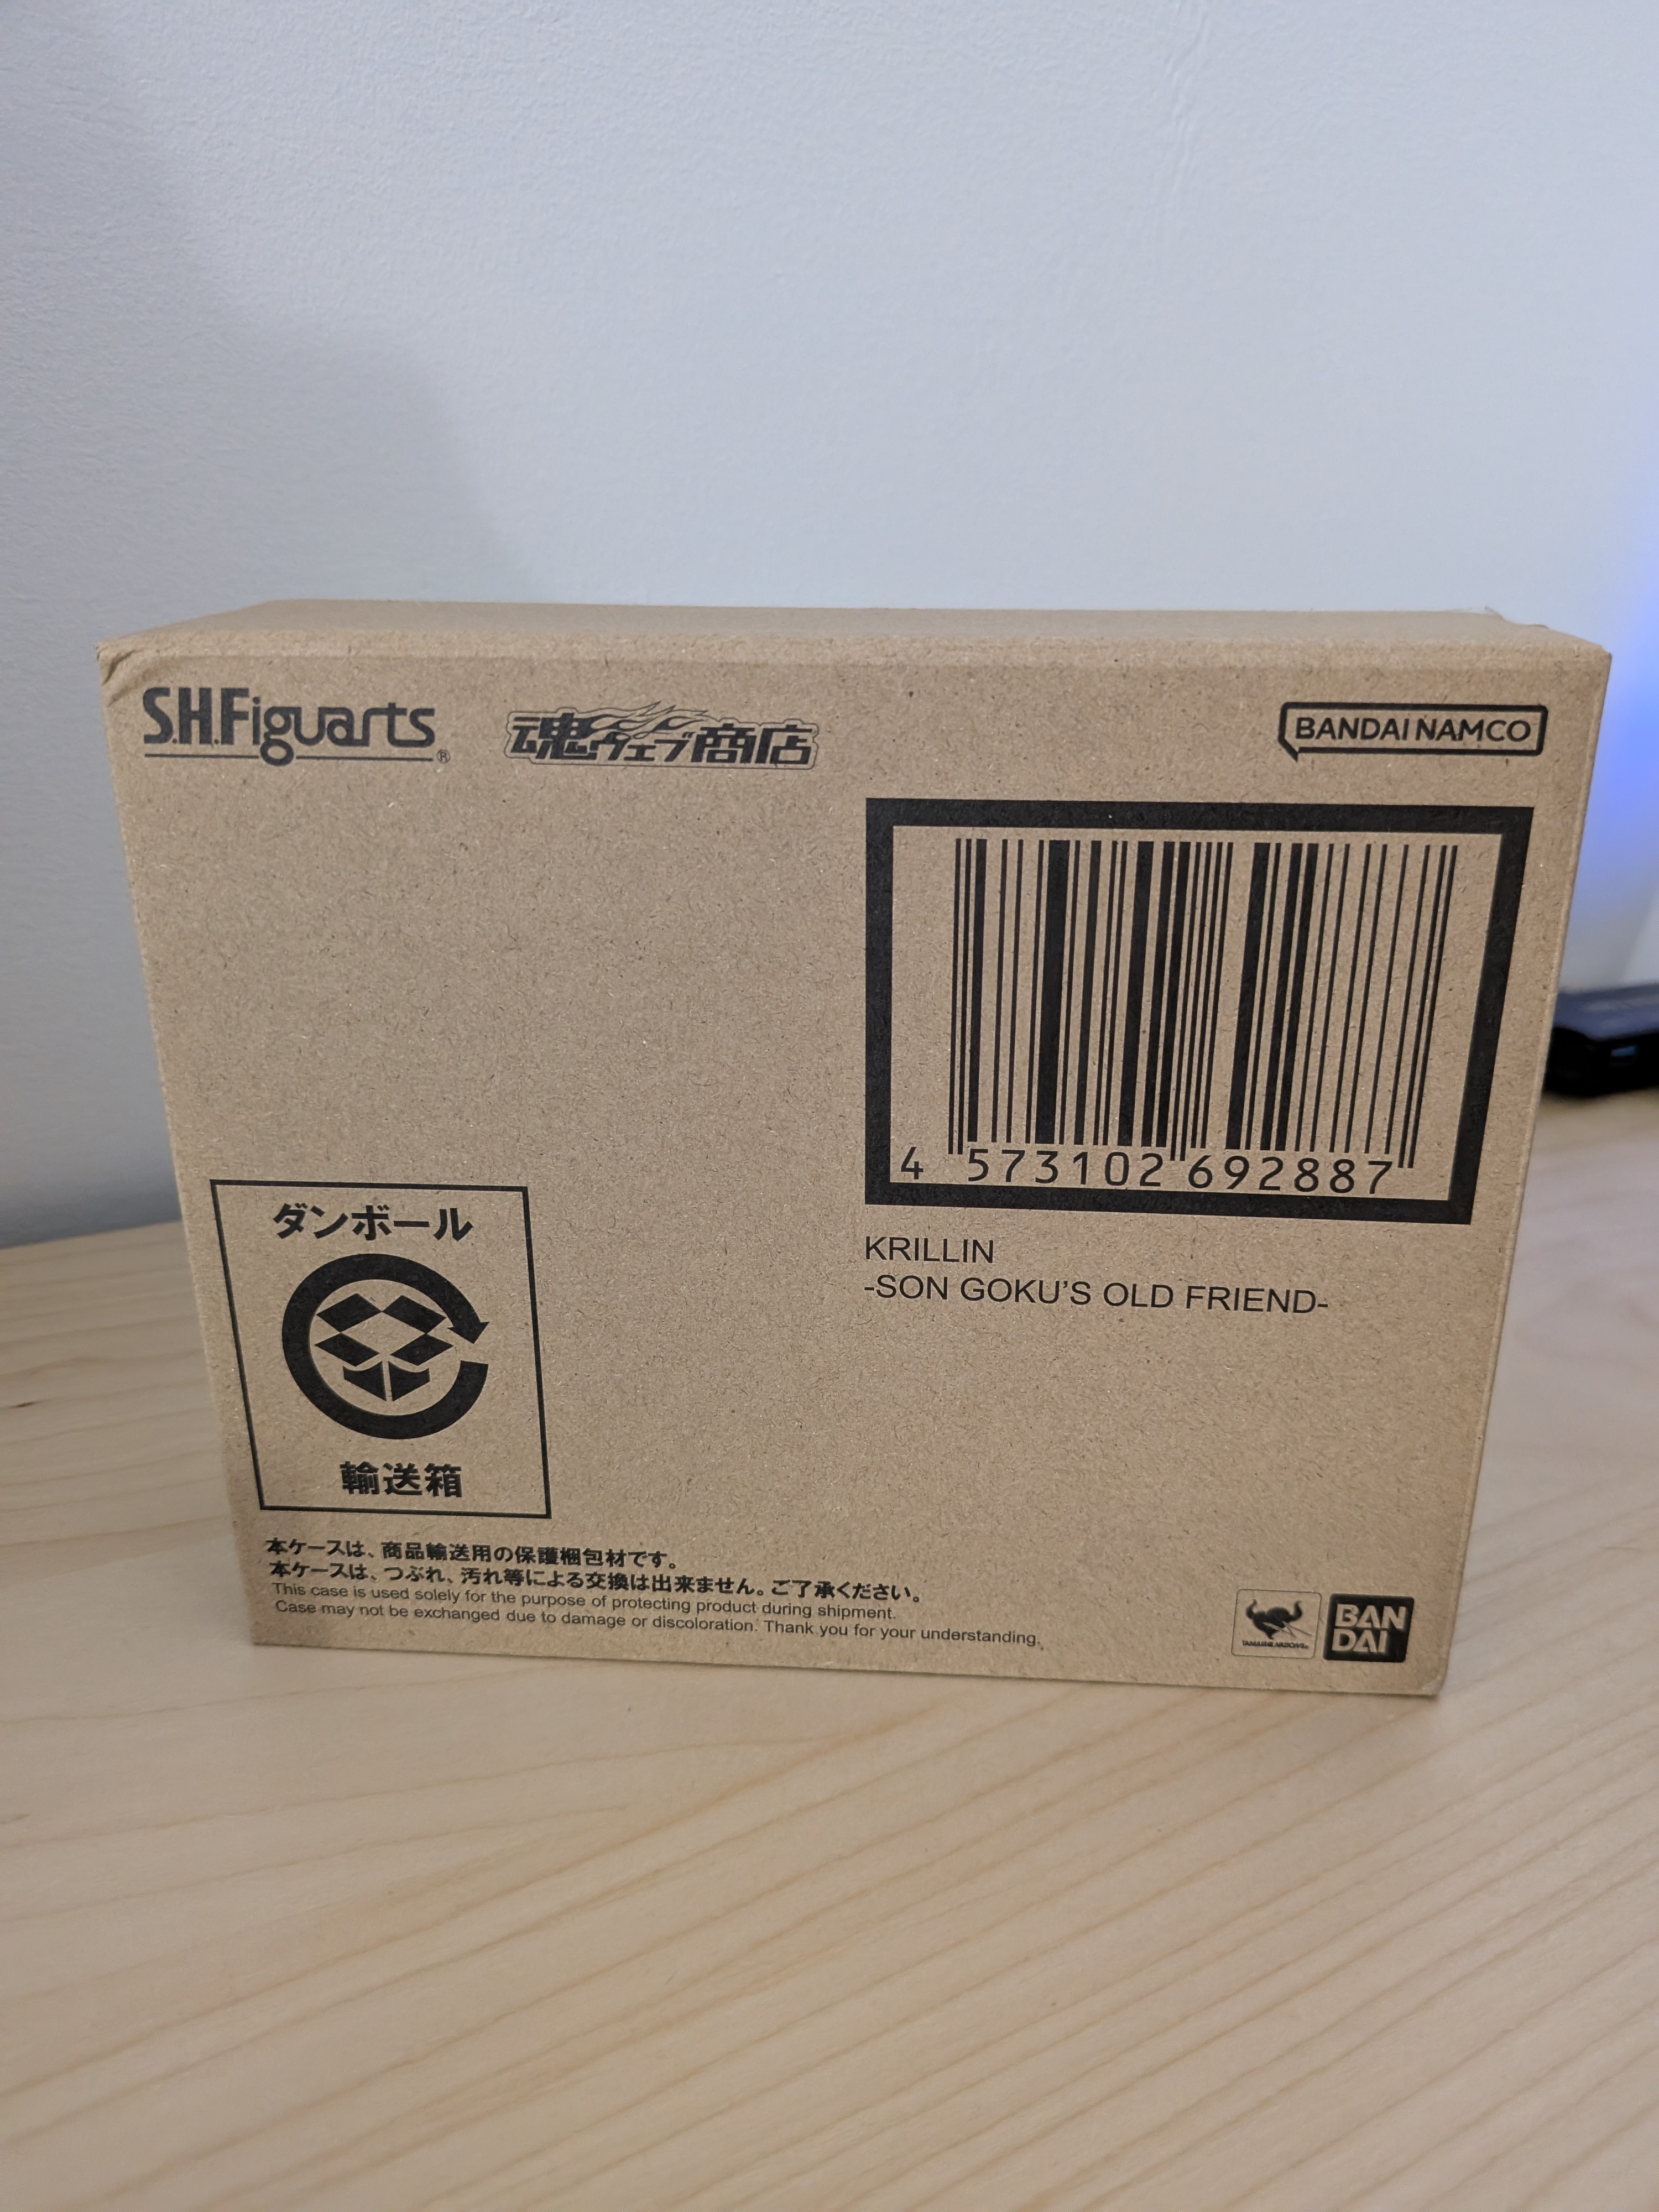 S.H.Figuarts®
魂ウェブ商店
BANDAI NAMCO
4 573102 692887
KRILLIN
-SON GOKU'S OLD FRIEND-
ダンボール
輸送箱
本ケースは、商品輸送用の保護梱包材です。
本ケースは、つぶれ、汚れ等による交換は出来ません。ご了承ください。
This case is used solely for the purpose of protecting product during shipment.
Case may not be exchanged due to damage or discoloration. Thank you for your understanding.
TAMASHII NATIONS
BAN
DAI